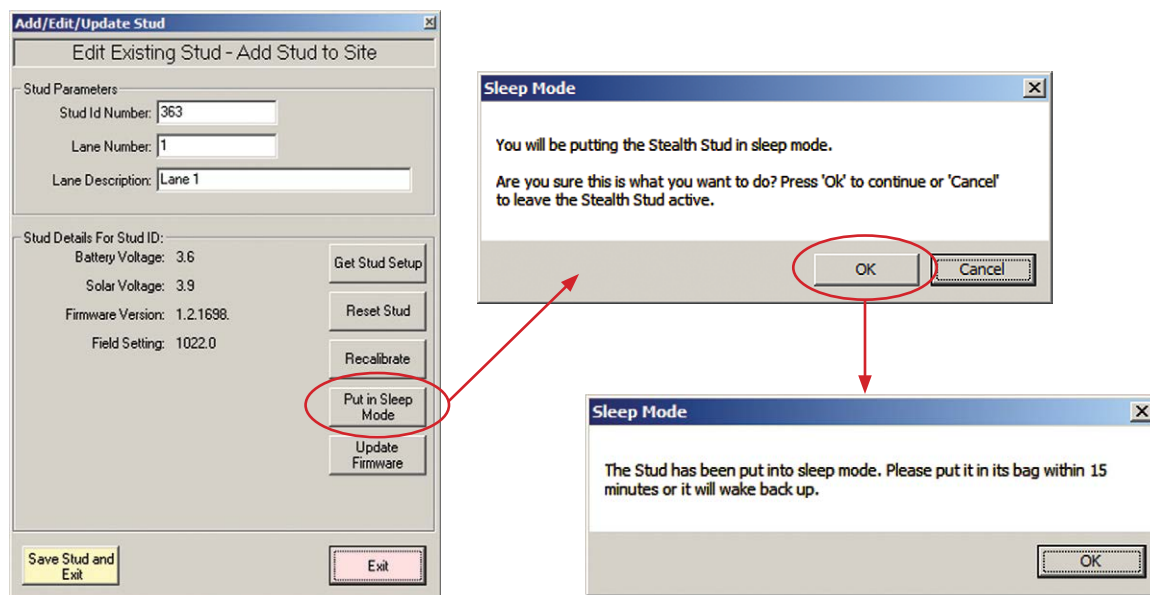 Add/Edit/Update Stud
Edit Existing Stud - Add Stud to Site
Stud Parameters
Stud Id Number: 363
Lane Number: 1
Lane Description: Lane 1
Stud Details For Stud ID:
Battery Voltage: 3.6
Solar Voltage: 3.9
Firmware Version: 1.2.1698.
Field Setting: 1022.0
Get Stud Setup
Reset Stud
Recalibrate
Put in Sleep
Mode
Update
Firmware
Save Stud and
Exit
Exit
Sleep Mode
You will be putting the Stealth Stud in sleep mode.
Are you sure this is what you want to do? Press 'Ok' to continue or 'Cancel'
to leave the Stealth Stud active.
OK
Cancel
Sleep Mode
The Stud has been put into sleep mode. Please put it in its bag within 15
minutes or it will wake back up.
OK